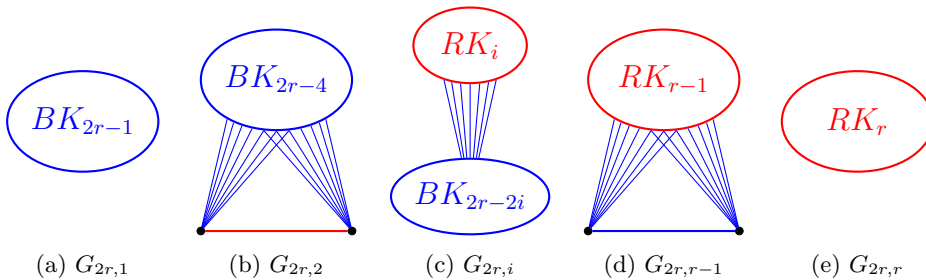 BK_{2r-1}
BK_{2r-4}
RK_i
BK_{2r-2i}
RK_{r-1}
RK_r
(a) G_{2r,1}
(b) G_{2r,2}
(c) G_{2r,i}
(d) G_{2r,r-1}
(e) G_{2r,r}